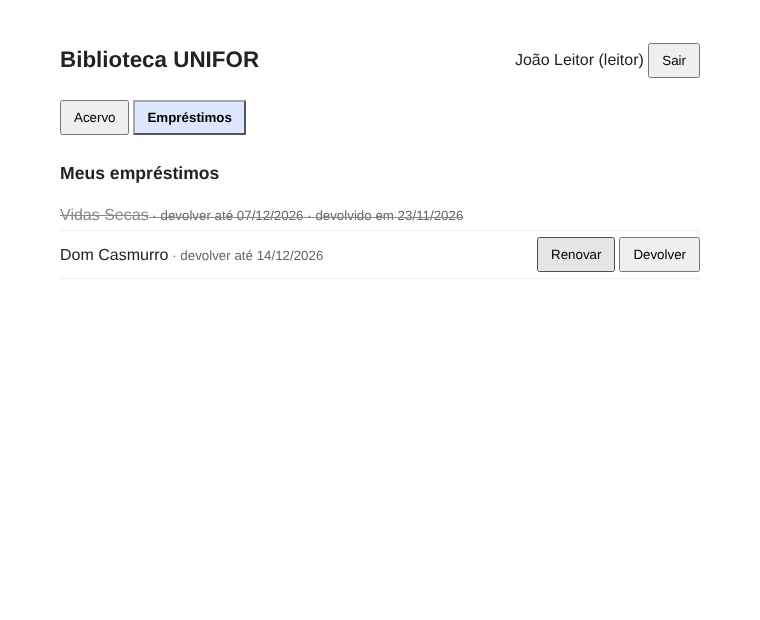 Biblioteca UNIFOR
João Leitor (leitor) Sair
Acervo Empréstimos
Meus empréstimos
Vidas Secas · devolver até 07/12/2026 · devolvido em 23/11/2026
Dom Casmurro · devolver até 14/12/2026 Renovar Devolver